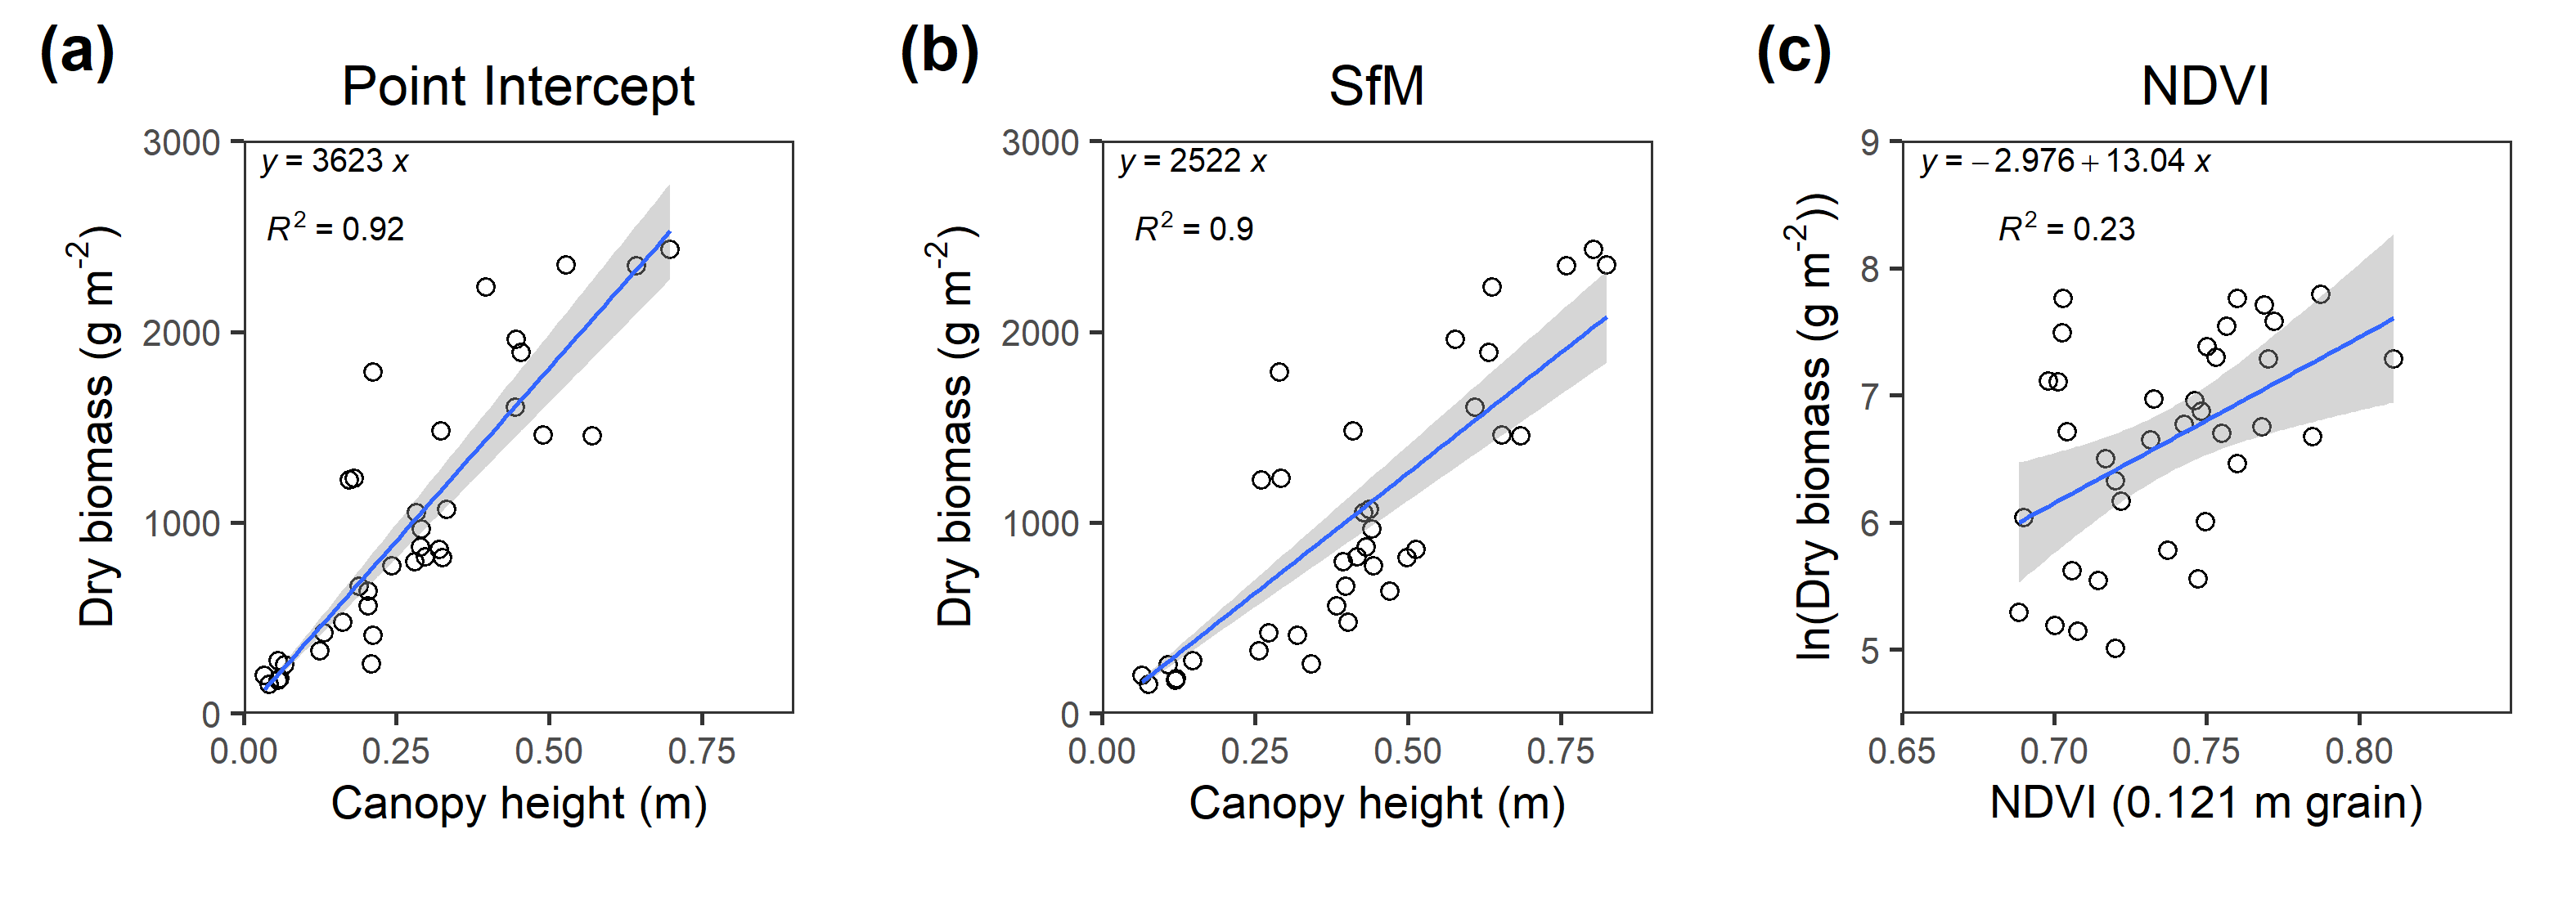 (a)
Point Intercept
y = 3623 x
R² = 0.92
3000
2000
1000
0
Dry biomass (g m⁻²)
0.00 0.25 0.50 0.75
Canopy height (m)
(b)
SfM
y = 2522 x
R² = 0.9
3000
2000
1000
0
Dry biomass (g m⁻²)
0.00 0.25 0.50 0.75
Canopy height (m)
(c)
NDVI
y = −2.976 + 13.04 x
R² = 0.23
9
8
7
6
5
ln(Dry biomass (g m⁻²))
0.65 0.70 0.75 0.80
NDVI (0.121 m grain)